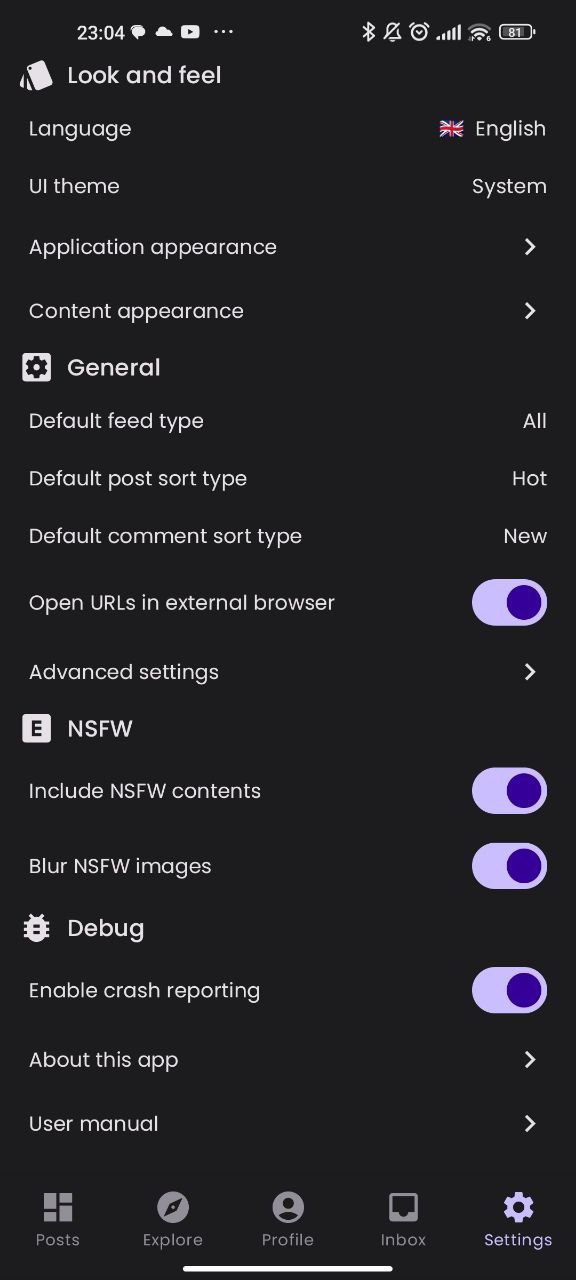 23:04 81
Look and feel
Language English
UI theme System
Application appearance
Content appearance
General
Default feed type All
Default post sort type Hot
Default comment sort type New
Open URLs in external browser
Advanced settings
E NSFW
Include NSFW contents
Blur NSFW images
Debug
Enable crash reporting
About this app
User manual
Posts Explore Profile Inbox Settings